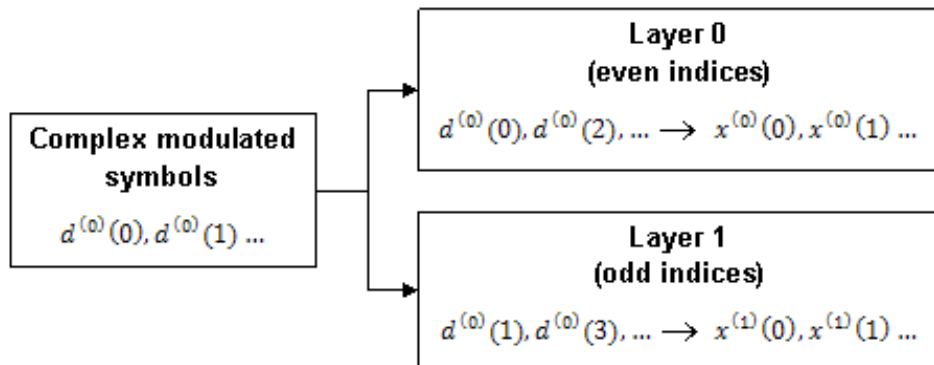 Complex modulated
symbols
d⁽⁰⁾(0), d⁽⁰⁾(1) ...
Layer 0
(even indices)
d⁽⁰⁾(0), d⁽⁰⁾(2), ... → x⁽⁰⁾(0), x⁽⁰⁾(1) ...
Layer 1
(odd indices)
d⁽⁰⁾(1), d⁽⁰⁾(3), ... → x⁽¹⁾(0), x⁽¹⁾(1) ...